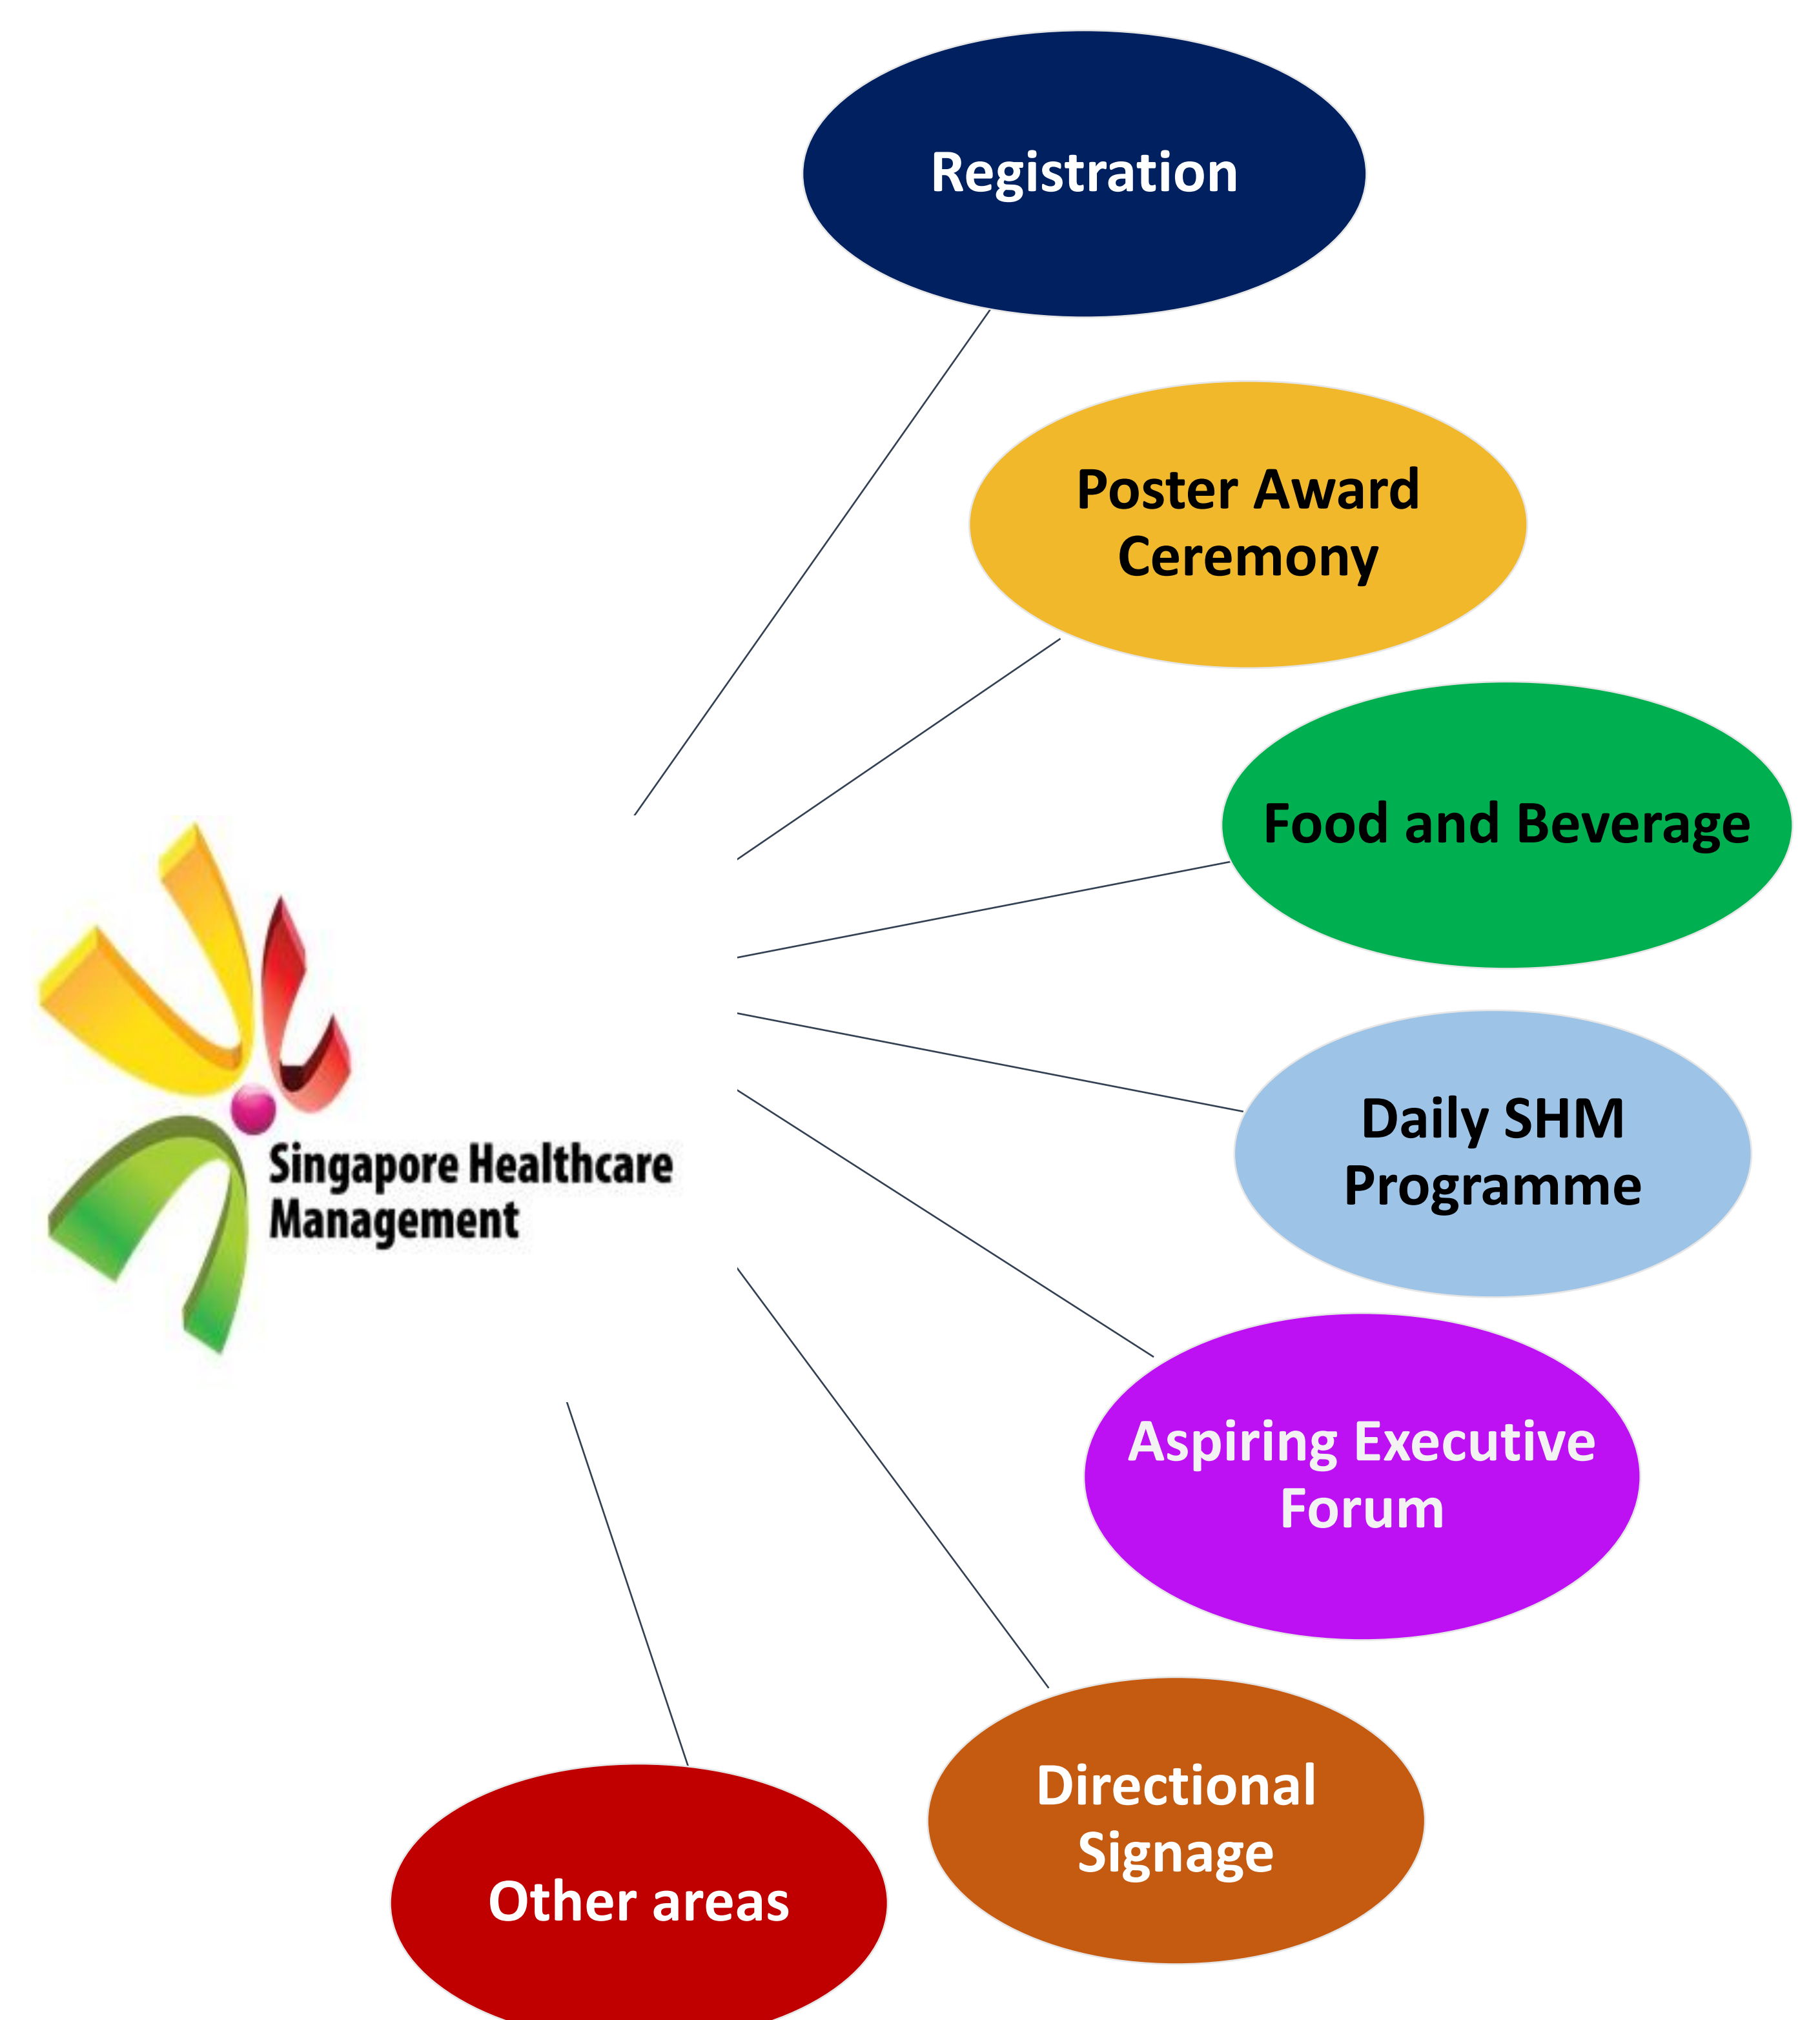 Registration
Poster Award
Ceremony
Food and Beverage
Daily SHM
Programme
Singapore Healthcare
Management
Aspiring Executive
Forum
Directional
Signage
Other areas